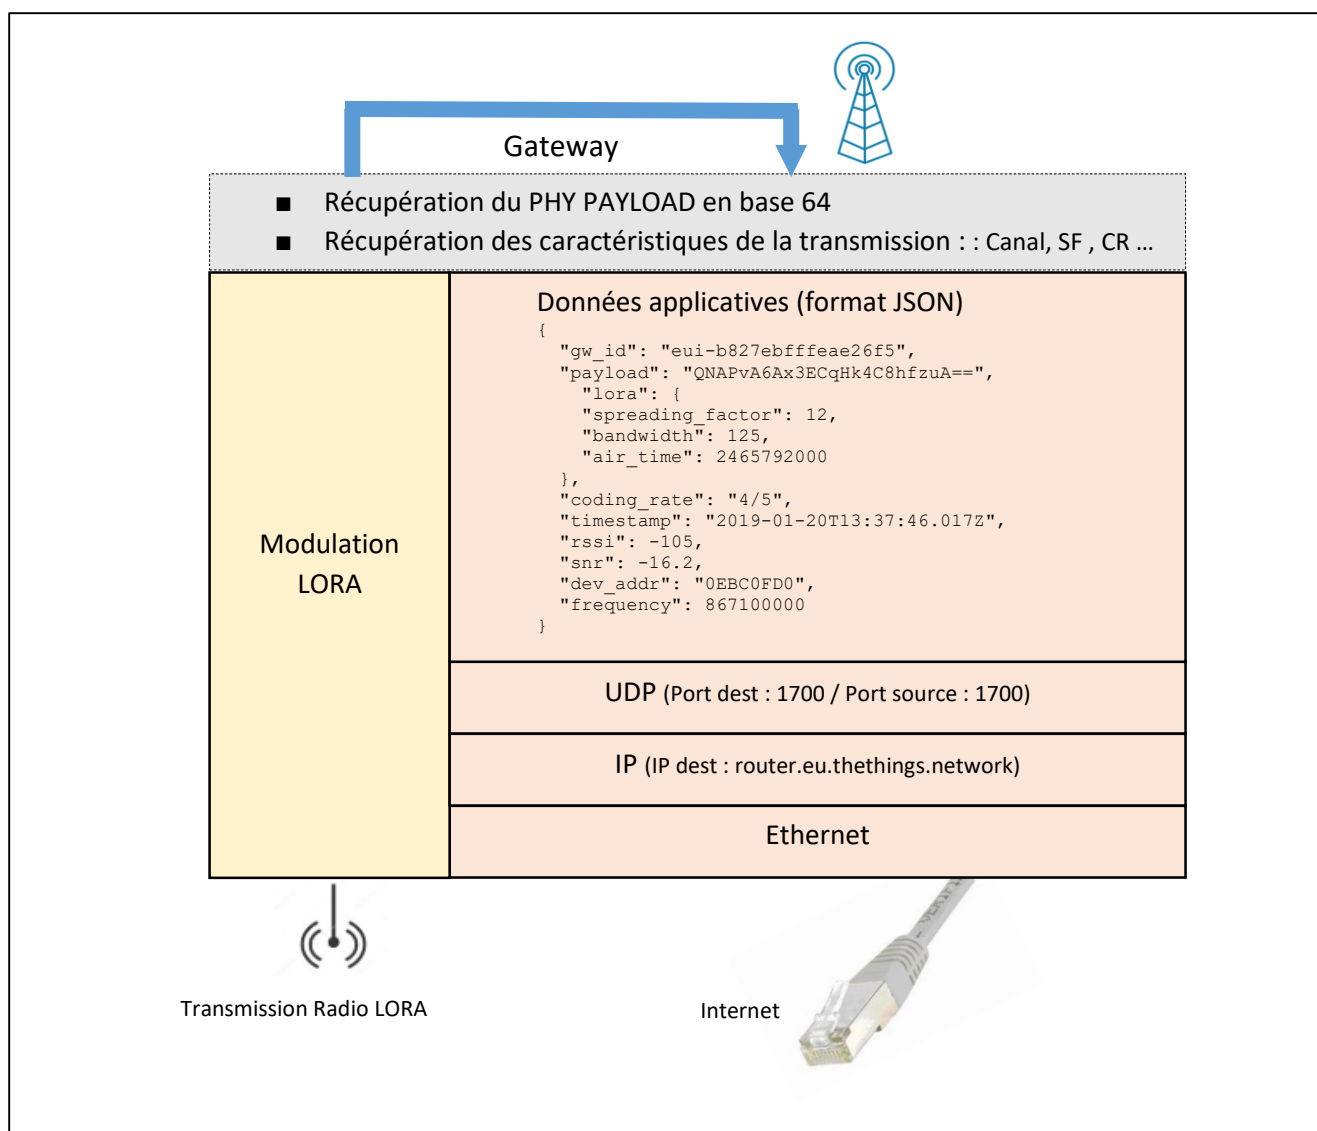 Gateway
■ Récupération du PHY PAYLOAD en base 64
■ Récupération des caractéristiques de la transmission : : Canal, SF , CR ...
Données applicatives (format JSON)
{
"gw_id": "eui-b827ebfffeae26f5",
"payload": "QNAPvA6Ax3ECqHk4C8hfzuA==",
"lora": {
"spreading_factor": 12,
"bandwidth": 125,
"air_time": 2465792000
},
"coding_rate": "4/5",
"timestamp": "2019-01-20T13:37:46.017Z",
"rssi": -105,
"snr": -16.2,
"dev_addr": "0EBC0FD0",
"frequency": 867100000
}
Modulation
LORA
UDP (Port dest : 1700 / Port source : 1700)
IP (IP dest : router.eu.thethings.network)
Ethernet
Transmission Radio LORA
Internet